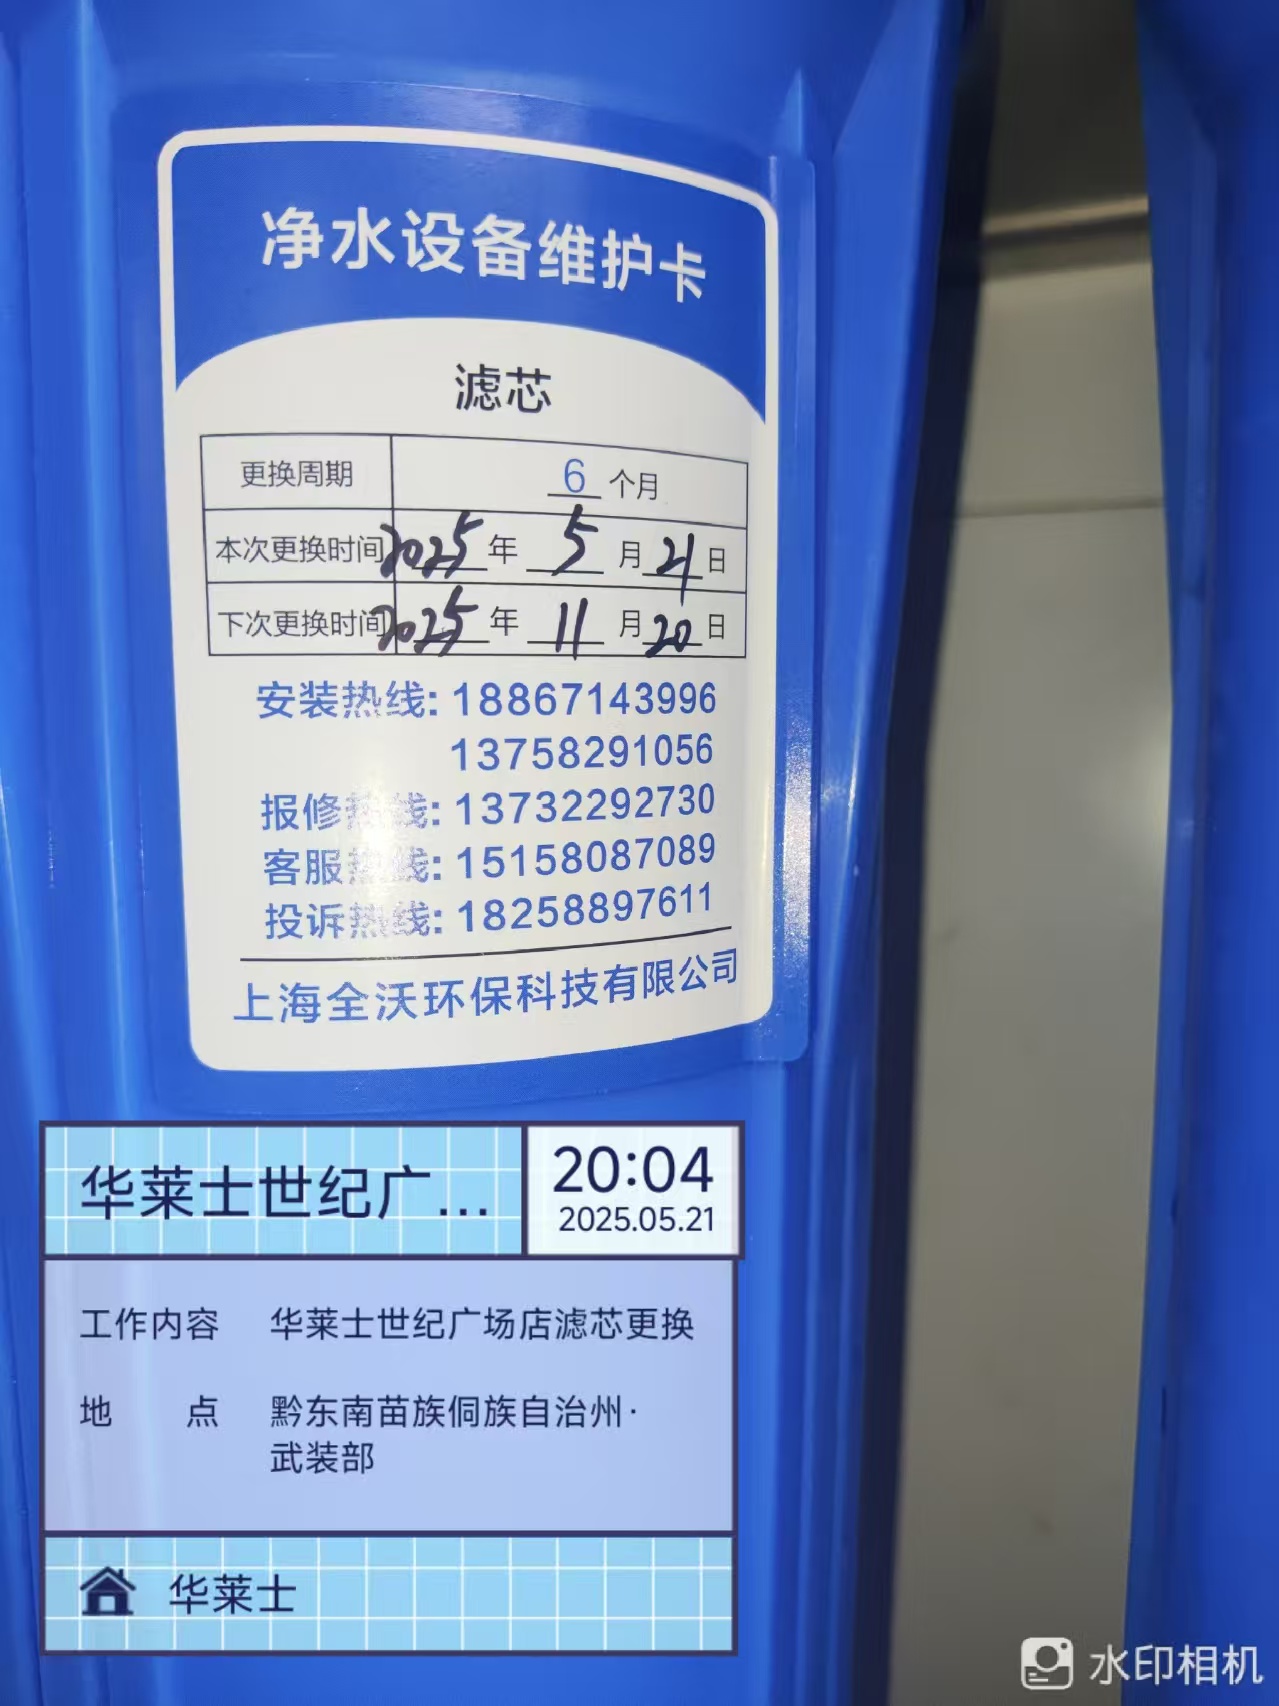 净水设备维护卡
滤芯
更换周期 6 个月
本次更换时间 2025 年 5 月 21 日
下次更换时间 2025 年 11 月 20 日
安装热线: 18867143996
13758291056
报修热线: 13732292730
客服热线: 15158087089
投诉热线: 18258897611
上海全沃环保科技有限公司
华莱士世纪广...
20:04
2025.05.21
工作内容 华莱士世纪广场店滤芯更换
地 点 黔东南苗族侗族自治州·
武装部
华莱士
水印相机